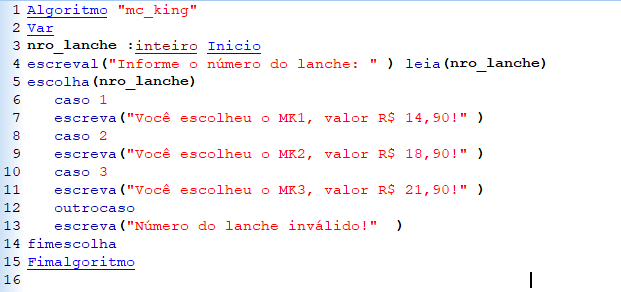 1 Algoritmo "mc_king"
2 Var
3 nro_lanche :inteiro Inicio
4 escreval("Informe o número do lanche: " ) leia(nro_lanche)
5 escolha(nro_lanche)
6 caso 1
7 escreva("Você escolheu o MK1, valor R$ 14,90!" )
8 caso 2
9 escreva("Você escolheu o MK2, valor R$ 18,90!" )
10 caso 3
11 escreva("Você escolheu o MK3, valor R$ 21,90!" )
12 outrocaso
13 escreva("Número do lanche inválido!"  )
14 fimescolha
15 Fimalgoritmo
16